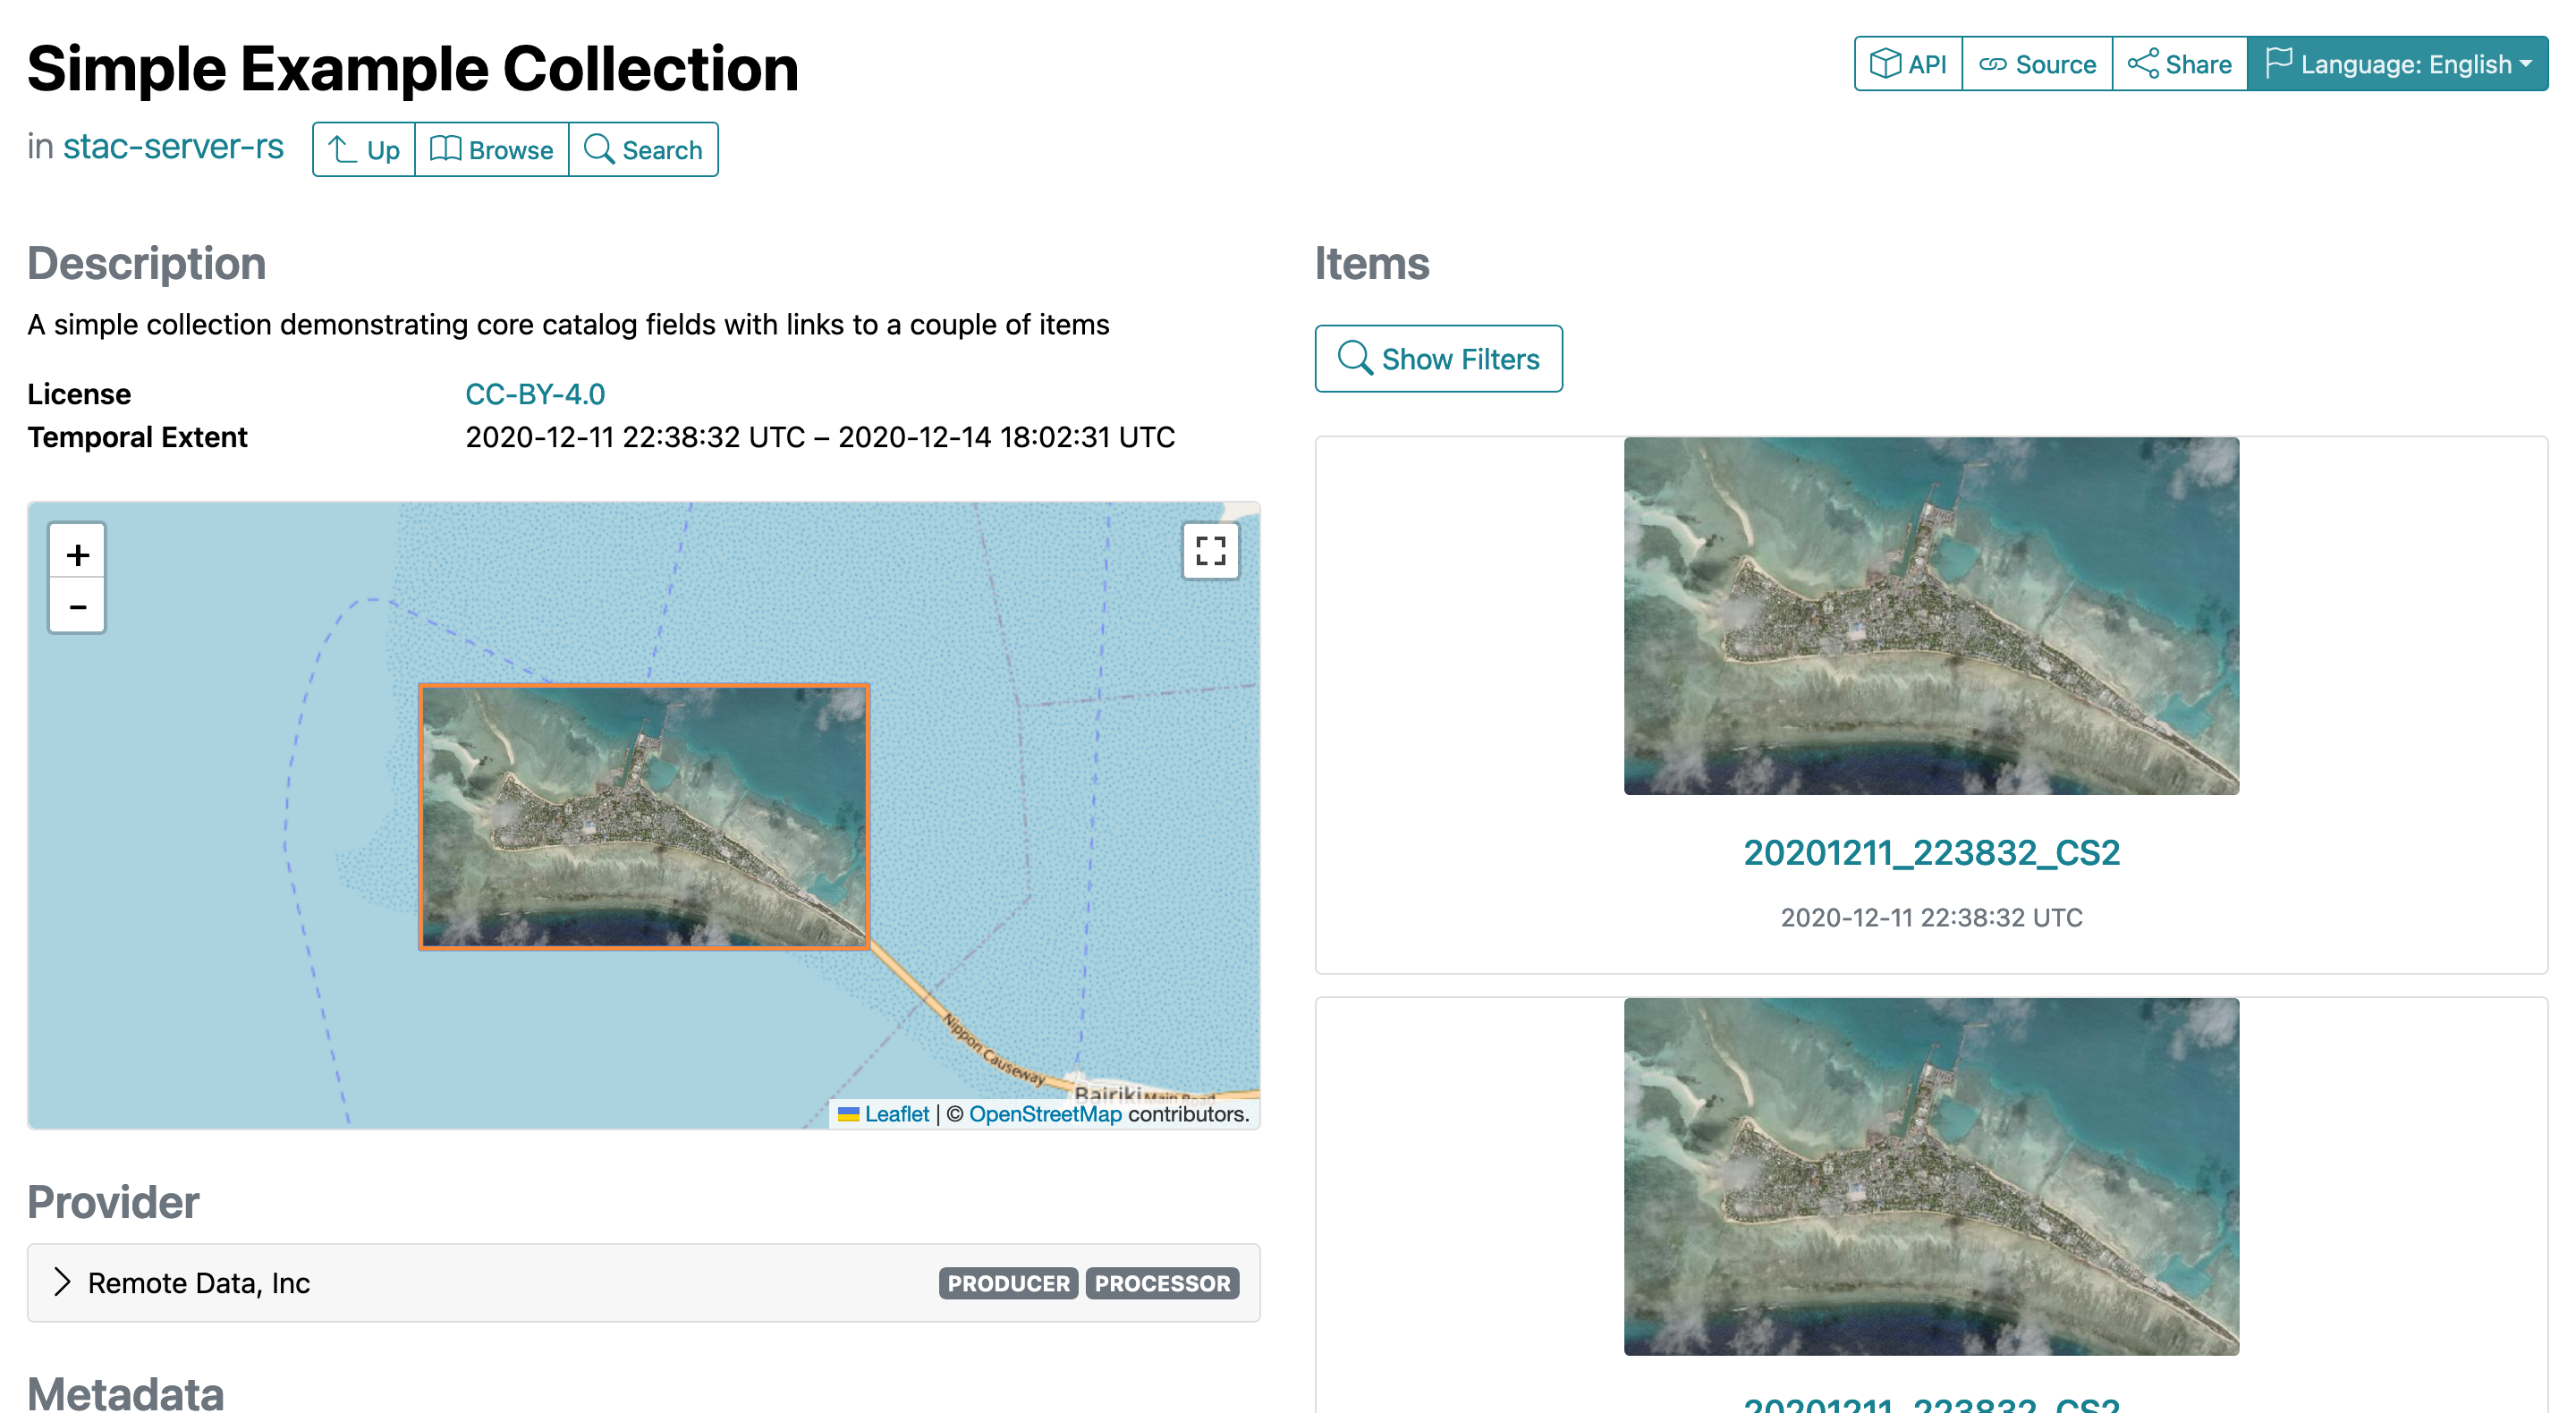 Simple Example Collection
API
Source
Share
Language: English
in stac-server-rs
Up
Browse
Search
Description
A simple collection demonstrating core catalog fields with links to a couple of items
License CC-BY-4.0
Temporal Extent 2020-12-11 22:38:32 UTC – 2020-12-14 18:02:31 UTC
+
−
Nippon Causeway
Bairiki
Main Road
Leaflet | © OpenStreetMap contributors.
Provider
Remote Data, Inc PRODUCER PROCESSOR
Metadata
Items
Show Filters
20201211_223832_CS2
2020-12-11 22:38:32 UTC
20201211_223832_CS2